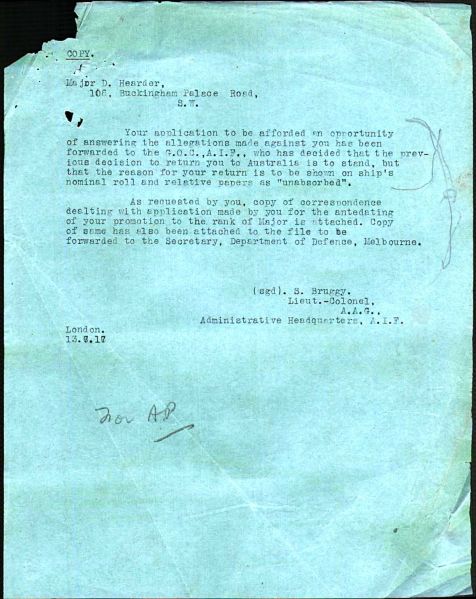 COPY.
Major D. Hearder,
108, Buckingham Palace Road,
S.W.
Your application to be afforded an opportunity
of answering the allegations made against you has been
forwarded to the G.O.C.,A.I.F., who has decided that the prev-
ious decision to return you to Australia is to stand, but
that the reason for your return is to be shown on ship's
nominal roll and relative papers as "unabsorbed".
As requested by you, copy of correspondence
dealing with application made by you for the antedating
of your promotion to the rank of Major is attached. Copy
of same has also been attached to the file to be
forwarded to the Secretary, Department of Defence, Melbourne.
(sgd). S. Bruggy.
Lieut.-Colonel,
A.A.G.,
Administrative Headquarters, A.I.F.
London.
AP